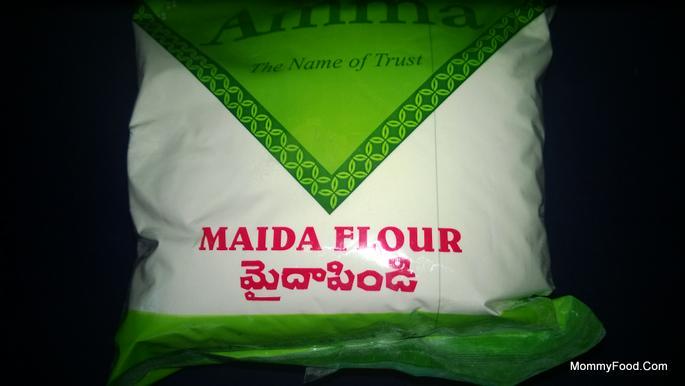 Amma
The Name of Trust
MAIDA FLOUR
మైదాపిండి
MommyFood.Com